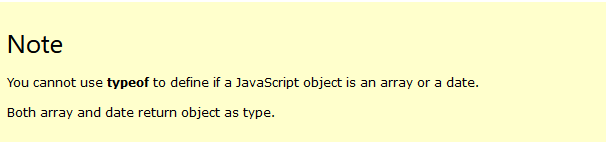 Note
You cannot use typeof to define if a JavaScript object is an array or a date.
Both array and date return object as type.